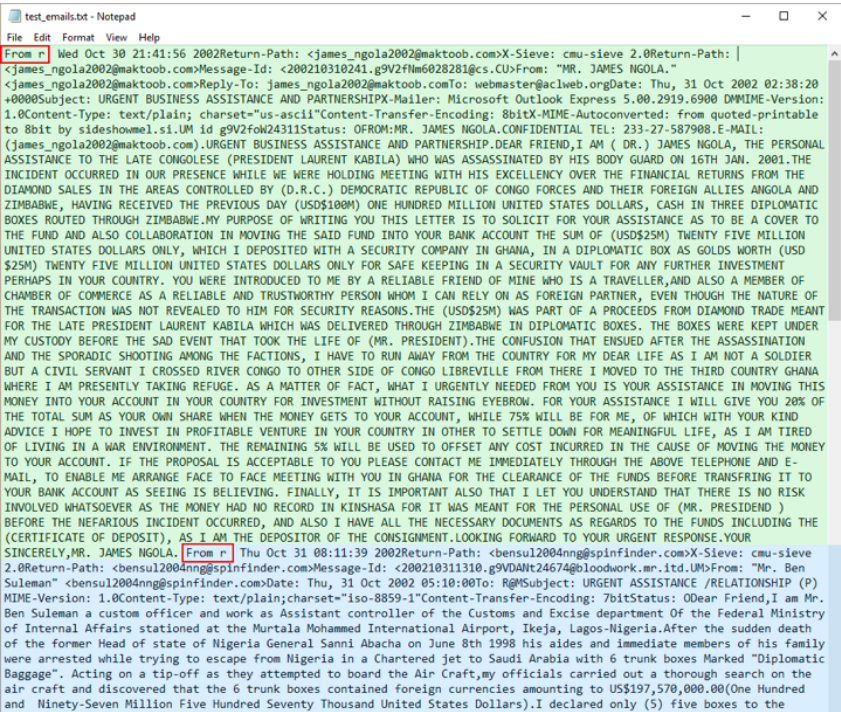 test_emails.txt - Notepad
File Edit Format View Help
From r  Wed Oct 30 21:41:56 2002Return-Path: <james_ngola2002@maktoob.com>X-Sieve: cmu-sieve 2.0Return-Path:
<james_ngola2002@maktoob.com>Message-Id: <200210310241.g9V2fNm6028281@cs.CU>From: "MR. JAMES NGOLA."
<james_ngola2002@maktoob.com>Reply-To: james_ngola2002@maktoob.comTo: webmaster@aclweb.orgDate: Thu, 31 Oct 2002 02:38:20
+0000Subject: URGENT BUSINESS ASSISTANCE AND PARTNERSHIPX-Mailer: Microsoft Outlook Express 5.00.2919.6900 DMMIME-Version:
1.0Content-Type: text/plain; charset="us-ascii"Content-Transfer-Encoding: 8bitX-MIME-Autoconverted: from quoted-printable
to 8bit by sideshowmel.si.UM id g9V2foW24311Status: OFROM:MR. JAMES NGOLA.CONFIDENTIAL TEL: 233-27-587908.E-MAIL:
(james_ngola2002@maktoob.com).URGENT BUSINESS ASSISTANCE AND PARTNERSHIP.DEAR FRIEND,I AM ( DR.) JAMES NGOLA, THE PERSONAL
ASSISTANCE TO THE LATE CONGOLESE (PRESIDENT LAURENT KABILA) WHO WAS ASSASSINATED BY HIS BODY GUARD ON 16TH JAN. 2001.THE
INCIDENT OCCURRED IN OUR PRESENCE WHILE WE WERE HOLDING MEETING WITH HIS EXCELLENCY OVER THE FINANCIAL RETURNS FROM THE
DIAMOND SALES IN THE AREAS CONTROLLED BY (D.R.C.) DEMOCRATIC REPUBLIC OF CONGO FORCES AND THEIR FOREIGN ALLIES ANGOLA AND
ZIMBABWE, HAVING RECEIVED THE PREVIOUS DAY (USD$100M) ONE HUNDRED MILLION UNITED STATES DOLLARS, CASH IN THREE DIPLOMATIC
BOXES ROUTED THROUGH ZIMBABWE.MY PURPOSE OF WRITING YOU THIS LETTER IS TO SOLICIT FOR YOUR ASSISTANCE AS TO BE A COVER TO
THE FUND AND ALSO COLLABORATION IN MOVING THE SAID FUND INTO YOUR BANK ACCOUNT THE SUM OF (USD$25M) TWENTY FIVE MILLION
UNITED STATES DOLLARS ONLY, WHICH I DEPOSITED WITH A SECURITY COMPANY IN GHANA, IN A DIPLOMATIC BOX AS GOLDS WORTH (USD
$25M) TWENTY FIVE MILLION UNITED STATES DOLLARS ONLY FOR SAFE KEEPING IN A SECURITY VAULT FOR ANY FURTHER INVESTMENT
PERHAPS IN YOUR COUNTRY. YOU WERE INTRODUCED TO ME BY A RELIABLE FRIEND OF MINE WHO IS A TRAVELLER,AND ALSO A MEMBER OF
CHAMBER OF COMMERCE AS A RELIABLE AND TRUSTWORTHY PERSON WHOM I CAN RELY ON AS FOREIGN PARTNER, EVEN THOUGH THE NATURE OF
THE TRANSACTION WAS NOT REVEALED TO HIM FOR SECURITY REASONS.THE (USD$25M) WAS PART OF A PROCEEDS FROM DIAMOND TRADE MEANT
FOR THE LATE PRESIDENT LAURENT KABILA WHICH WAS DELIVERED THROUGH ZIMBABWE IN DIPLOMATIC BOXES. THE BOXES WERE KEPT UNDER
MY CUSTODY BEFORE THE SAD EVENT THAT TOOK THE LIFE OF (MR. PRESIDENT).THE CONFUSION THAT ENSUED AFTER THE ASSASSINATION
AND THE SPORADIC SHOOTING AMONG THE FACTIONS, I HAVE TO RUN AWAY FROM THE COUNTRY FOR MY DEAR LIFE AS I AM NOT A SOLDIER
BUT A CIVIL SERVANT I CROSSED RIVER CONGO TO OTHER SIDE OF CONGO LIBREVILLE FROM THERE I MOVED TO THE THIRD COUNTRY GHANA
WHERE I AM PRESENTLY TAKING REFUGE. AS A MATTER OF FACT, WHAT I URGENTLY NEEDED FROM YOU IS YOUR ASSISTANCE IN MOVING THIS
MONEY INTO YOUR ACCOUNT IN YOUR COUNTRY FOR INVESTMENT WITHOUT RAISING EYEBROW. FOR YOUR ASSISTANCE I WILL GIVE YOU 20% OF
THE TOTAL SUM AS YOUR OWN SHARE WHEN THE MONEY GETS TO YOUR ACCOUNT, WHILE 75% WILL BE FOR ME, OF WHICH WITH YOUR KIND
ADVICE I HOPE TO INVEST IN PROFITABLE VENTURE IN YOUR COUNTRY IN OTHER TO SETTLE DOWN FOR MEANINGFUL LIFE, AS I AM TIRED
OF LIVING IN A WAR ENVIRONMENT. THE REMAINING 5% WILL BE USED TO OFFSET ANY COST INCURRED IN THE CAUSE OF MOVING THE MONEY
TO YOUR ACCOUNT. IF THE PROPOSAL IS ACCEPTABLE TO YOU PLEASE CONTACT ME IMMEDIATELY THROUGH THE ABOVE TELEPHONE AND E-
MAIL, TO ENABLE ME ARRANGE FACE TO FACE MEETING WITH YOU IN GHANA FOR THE CLEARANCE OF THE FUNDS BEFORE TRANSFRING IT TO
YOUR BANK ACCOUNT AS SEEING IS BELIEVING. FINALLY, IT IS IMPORTANT ALSO THAT I LET YOU UNDERSTAND THAT THERE IS NO RISK
INVOLVED WHATSOEVER AS THE MONEY HAD NO RECORD IN KINSHASA FOR IT WAS MEANT FOR THE PERSONAL USE OF (MR. PRESIDEND )
BEFORE THE NEFARIOUS INCIDENT OCCURRED, AND ALSO I HAVE ALL THE NECESSARY DOCUMENTS AS REGARDS TO THE FUNDS INCLUDING THE
(CERTIFICATE OF DEPOSIT), AS I AM THE DEPOSITOR OF THE CONSIGNMENT.LOOKING FORWARD TO YOUR URGENT RESPONSE.YOUR
SINCERELY,MR. JAMES NGOLA. From r  Thu Oct 31 08:11:39 2002Return-Path: <bensul2004nng@spinfinder.com>X-Sieve: cmu-sieve
2.0Return-Path: <bensul2004nng@spinfinder.com>Message-Id: <200210311310.g9VDANt24674@bloodwork.mr.itd.UM>From: "Mr. Ben
Suleman" <bensul2004nng@spinfinder.com>Date: Thu, 31 Oct 2002 05:10:00To: R@MSubject: URGENT ASSISTANCE /RELATIONSHIP (P)
MIME-Version: 1.0Content-Type: text/plain;charset="iso-8859-1"Content-Transfer-Encoding: 7bitStatus: ODear Friend,I am Mr.
Ben Suleman a custom officer and work as Assistant controller of the Customs and Excise department Of the Federal Ministry
of Internal Affairs stationed at the Murtala Mohammed International Airport, Ikeja, Lagos-Nigeria.After the sudden death
of the former Head of state of Nigeria General Sanni Abacha on June 8th 1998 his aides and immediate members of his family
were arrested while trying to escape from Nigeria in a Chartered jet to Saudi Arabia with 6 trunk boxes Marked "Diplomatic
Baggage". Acting on a tip-off as they attempted to board the Air Craft,my officials carried out a thorough search on the
air craft and discovered that the 6 trunk boxes contained foreign currencies amounting to US$197,570,000.00(One Hundred
and  Ninety-Seven Million Five Hundred Seventy Thousand United States Dollars).I declared only (5) five boxes to the